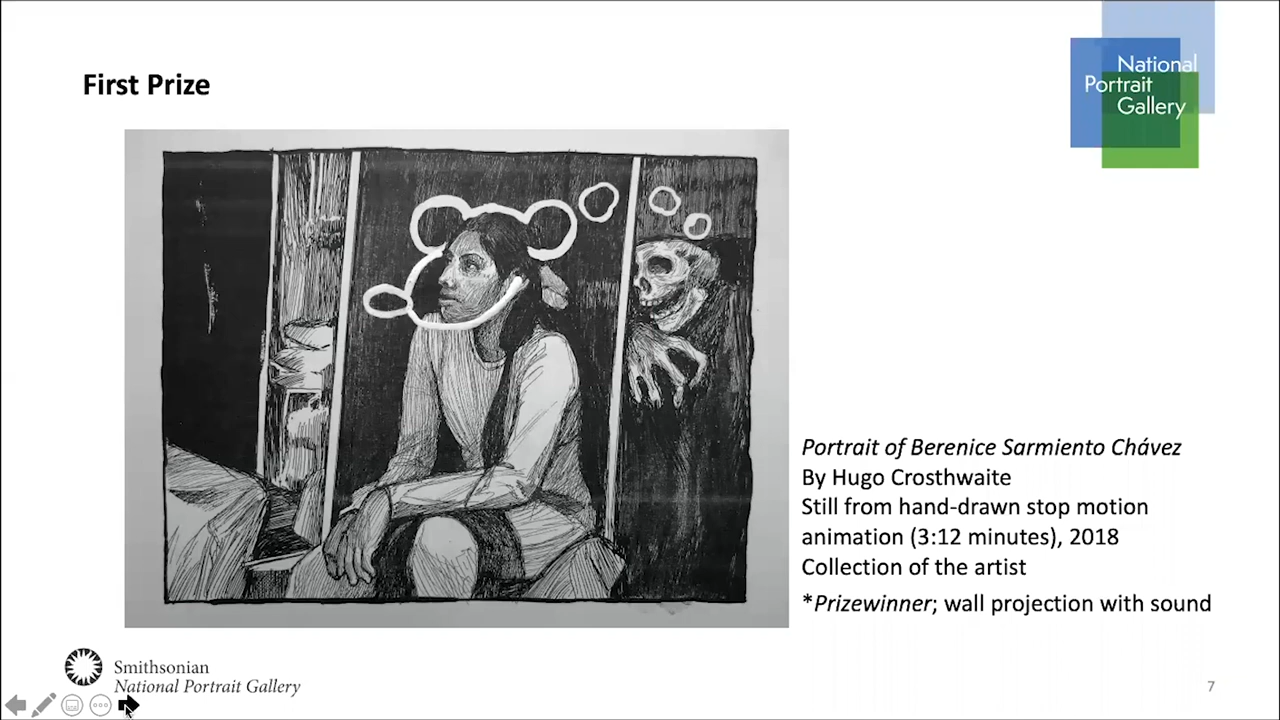 First Prize
National
Portrait
Gallery
Portrait of Berenice Sarmiento Chávez
By Hugo Crosthwaite
Still from hand-drawn stop motion
animation (3:12 minutes), 2018
Collection of the artist
*Prizewinner; wall projection with sound
Smithsonian
National Portrait Gallery
7